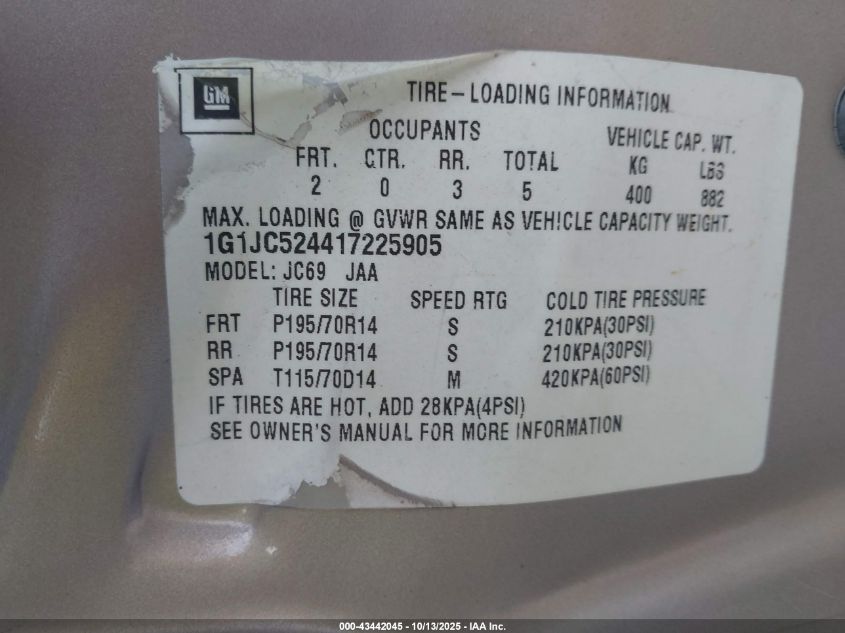 GM
TIRE-LOADING INFORMATION
OCCUPANTS VEHICLE CAP. WT.
FRT. CTR. RR. TOTAL KG LBS
2 0 3 5 400 882
MAX. LOADING @ GVWR SAME AS VEHICLE CAPACITY WEIGHT.
1G1JC524417225905
MODEL: JC69 JAA
TIRE SIZE SPEED RTG COLD TIRE PRESSURE
FRT P195/70R14 S 210KPA(30PSI)
RR P195/70R14 S 210KPA(30PSI)
SPA T115/70D14 M 420KPA(60PSI)
IF TIRES ARE HOT, ADD 28KPA(4PSI)
SEE OWNER'S MANUAL FOR MORE INFORMATION
000-43442045 | 10/13/2025 - IAA Inc.